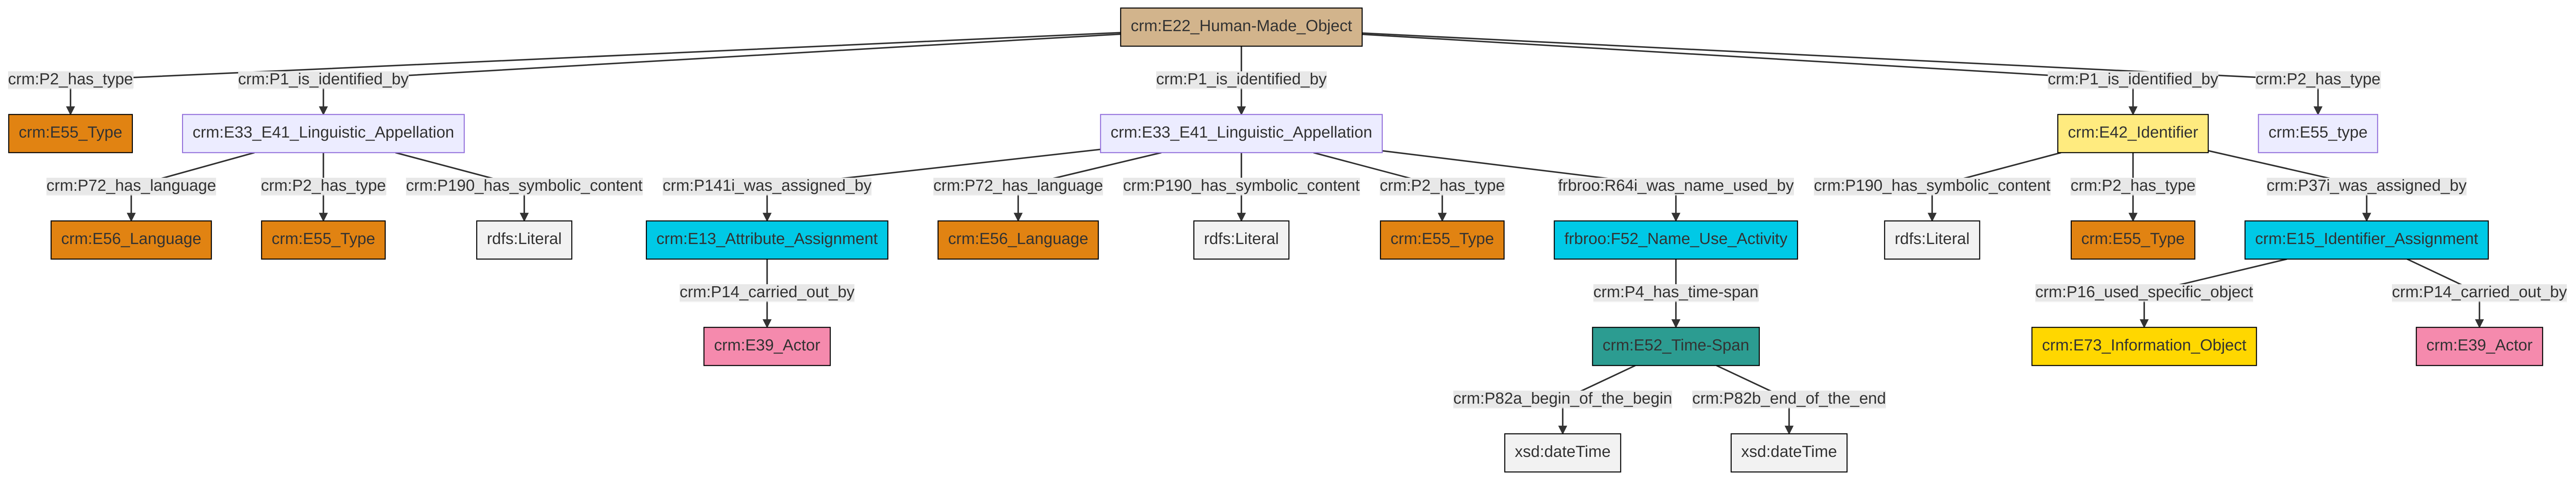 crm:E22_Human-Made_Object
crm:P2_has_type
crm:P1_is_identified_by
crm:P1_is_identified_by
crm:P1_is_identified_by
crm:P2_has_type
crm:E55_Type
crm:E33_E41_Linguistic_Appellation
crm:E33_E41_Linguistic_Appellation
crm:E42_Identifier
crm:E55_type
crm:P72_has_language
crm:P2_has_type
crm:P190_has_symbolic_content
crm:P141i_was_assigned_by
crm:P72_has_language
crm:P190_has_symbolic_content
crm:P2_has_type
frbroo:R64i_was_name_used_by
crm:P190_has_symbolic_content
crm:P2_has_type
crm:P37i_was_assigned_by
crm:E56_Language
crm:E55_Type
rdfs:Literal
crm:E13_Attribute_Assignment
crm:E56_Language
rdfs:Literal
crm:E55_Type
frbroo:F52_Name_Use_Activity
rdfs:Literal
crm:E55_Type
crm:E15_Identifier_Assignment
crm:P14_carried_out_by
crm:P4_has_time-span
crm:P16_used_specific_object
crm:P14_carried_out_by
crm:E39_Actor
crm:E52_Time-Span
crm:E73_Information_Object
crm:E39_Actor
crm:P82a_begin_of_the_begin
crm:P82b_end_of_the_end
xsd:dateTime
xsd:dateTime